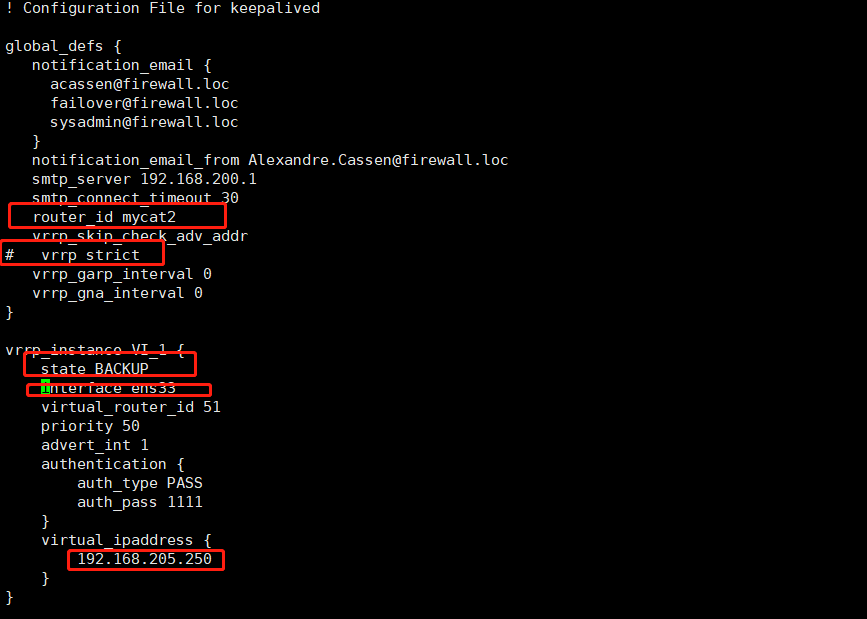 ! Configuration File for keepalived
global_defs {
   notification_email {
     acassen@firewall.loc
     failover@firewall.loc
     sysadmin@firewall.loc
   }
   notification_email_from Alexandre.Cassen@firewall.loc
   smtp_server 192.168.200.1
   smtp_connect_timeout 30
   router_id mycat2
   vrrp_skip_check_adv_addr
#   vrrp_strict
   vrrp_garp_interval 0
   vrrp_gna_interval 0
}
vrrp_instance VI_1 {
    state BACKUP
    interface ens33
    virtual_router_id 51
    priority 50
    advert_int 1
    authentication {
        auth_type PASS
        auth_pass 1111
    }
    virtual_ipaddress {
        192.168.205.250
    }
}